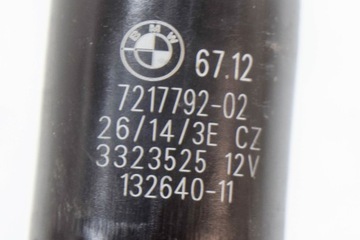 BMW
67.12
7217792-02
26/14/3E CZ
3323525 12V
132640-11